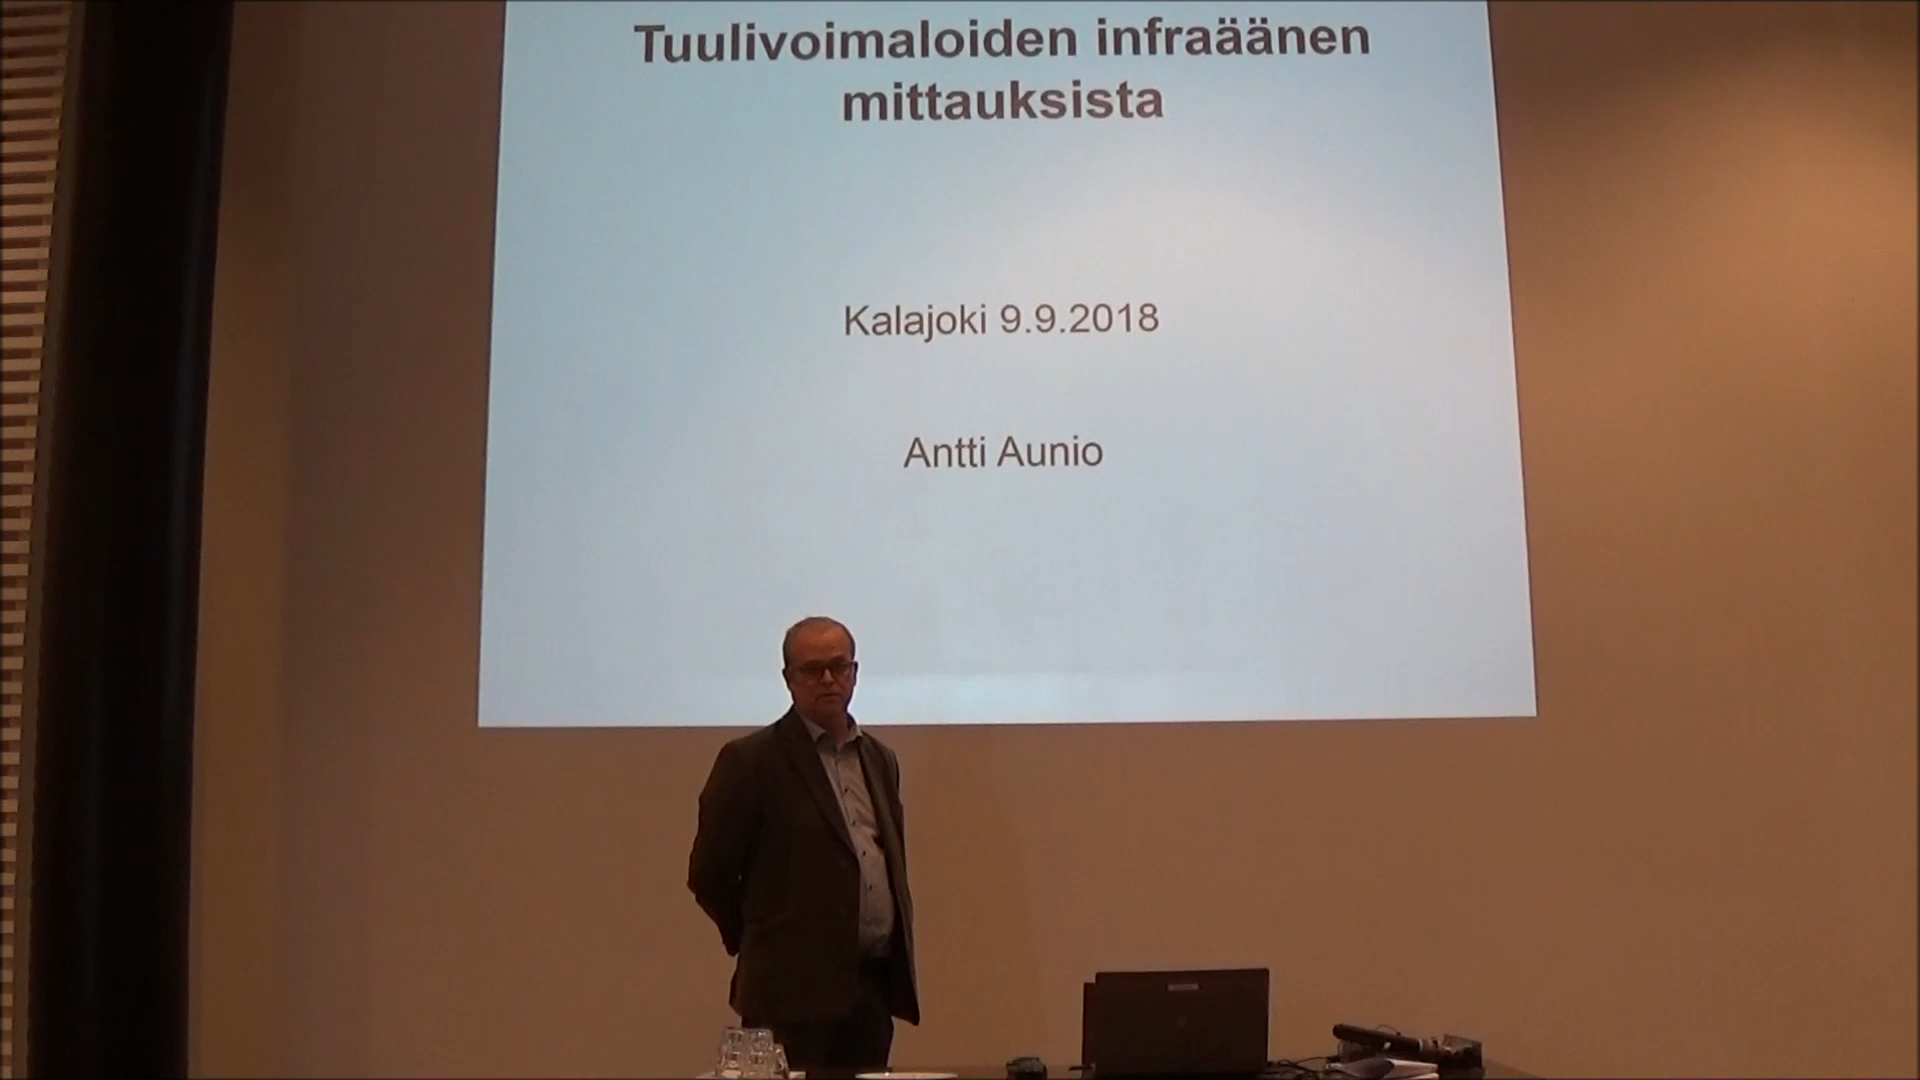 Tuulivoimaloiden infraäänen
mittauksista
Kalajoki 9.9.2018
Antti Aunio